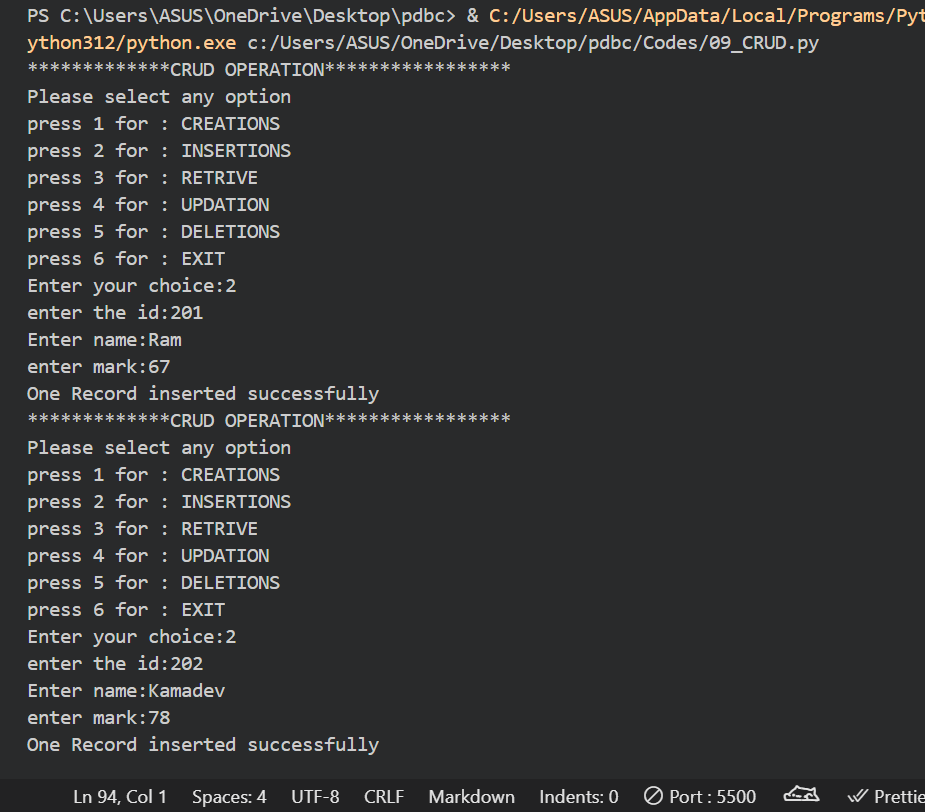 PS C:\Users\ASUS\OneDrive\Desktop\pdbc> & C:/Users/ASUS/AppData/Local/Programs/Pyt
ython312/python.exe c:/Users/ASUS/OneDrive/Desktop/pdbc/Codes/09_CRUD.py
*************CRUD OPERATION*****************
Please select any option
press 1 for : CREATIONS
press 2 for : INSERTIONS
press 3 for : RETRIVE
press 4 for : UPDATION
press 5 for : DELETIONS
press 6 for : EXIT
Enter your choice:2
enter the id:201
Enter name:Ram
enter mark:67
One Record inserted successfully
*************CRUD OPERATION*****************
Please select any option
press 1 for : CREATIONS
press 2 for : INSERTIONS
press 3 for : RETRIVE
press 4 for : UPDATION
press 5 for : DELETIONS
press 6 for : EXIT
Enter your choice:2
enter the id:202
Enter name:Kamadev
enter mark:78
One Record inserted successfully
Ln 94, Col 1 Spaces: 4 UTF-8 CRLF Markdown Indents: 0 Port : 5500 Prettie